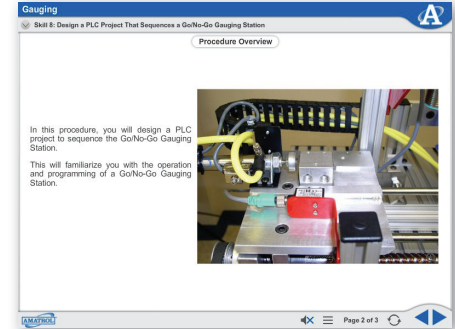 Gauging
Skill 8: Design a PLC Project That Sequences a Go/No-Go Gauging Station
A
Procedure Overview
In this procedure, you will design a PLC
project to sequence the Go/No-Go Gauging
Station.
This will familiarize you with the operation
and programming of a Go/No-Go Gauging
Station.
AMATROL
Page 2 of 3